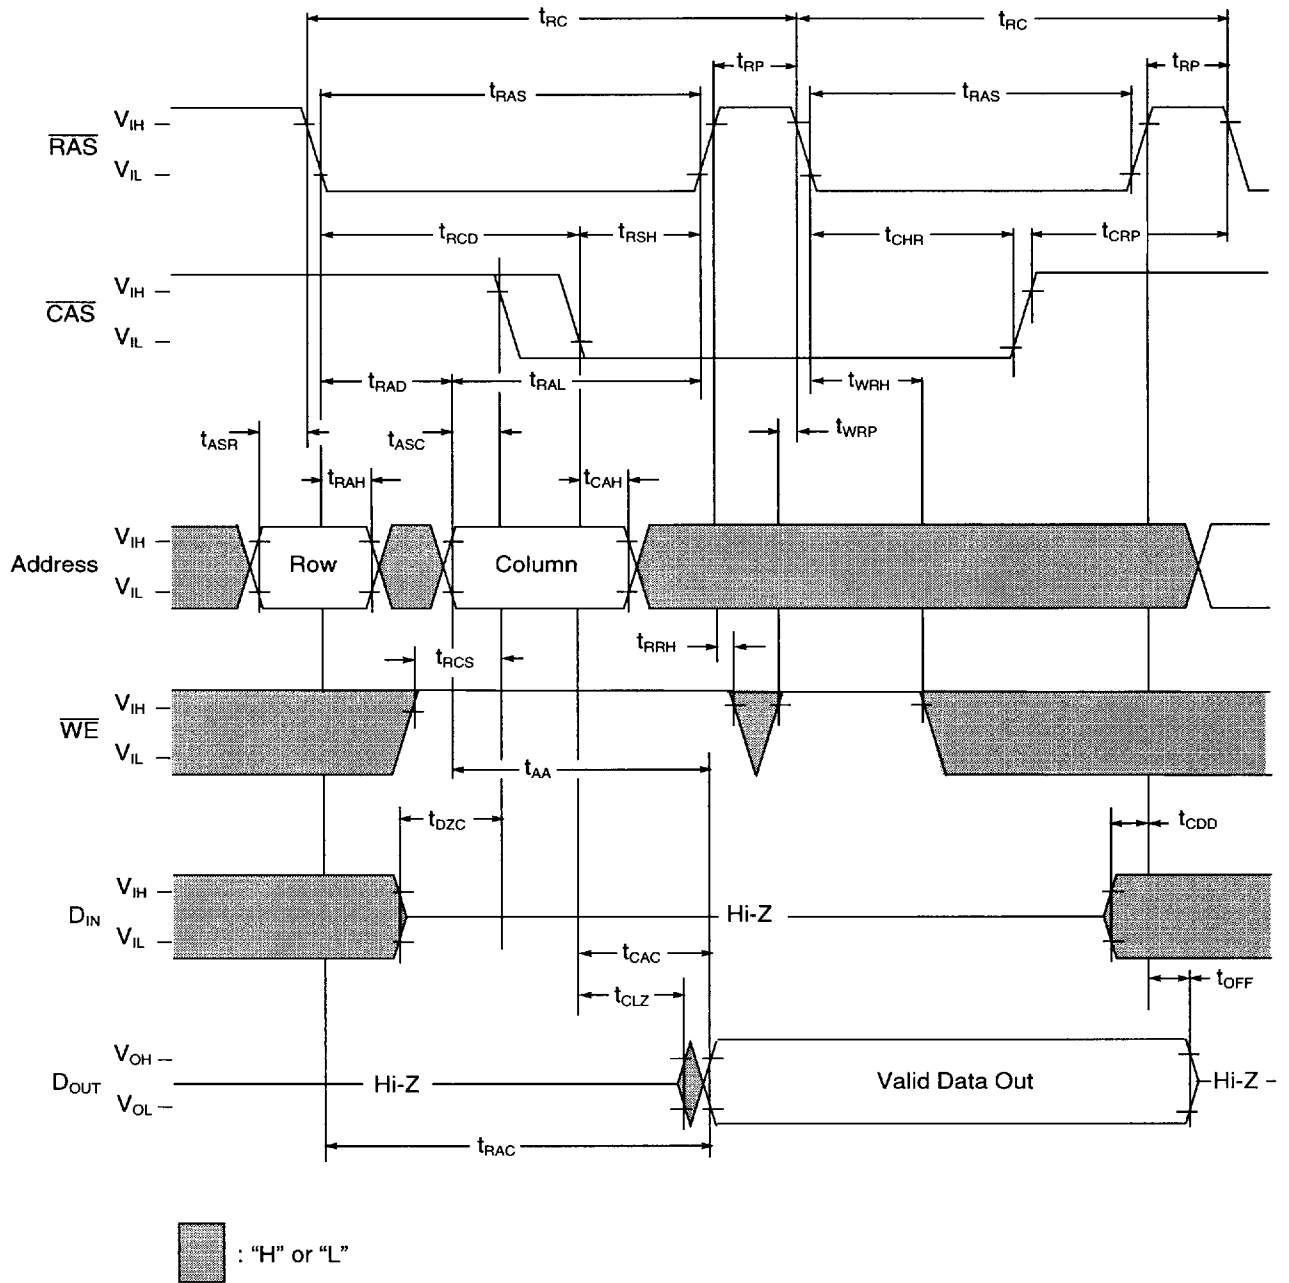 tRC tRC
tRP tRP
tRAS tRAS
RAS VIH
VIL
tRCD tRSH tCHR tCRP
CAS VIH
VIL
tRAD tRAL tWRH
tASR tASC tWRP
tRAH tCAH
Address VIH
VIL
Row Column
tRCS tRRH
WE VIH
VIL
tAA
tDZC tCDD
DIN VIH
VIL
Hi-Z
tCAC
tCLZ tOFF
DOUT VOH
VOL
Hi-Z Valid Data Out Hi-Z
tRAC
: “H” or “L”